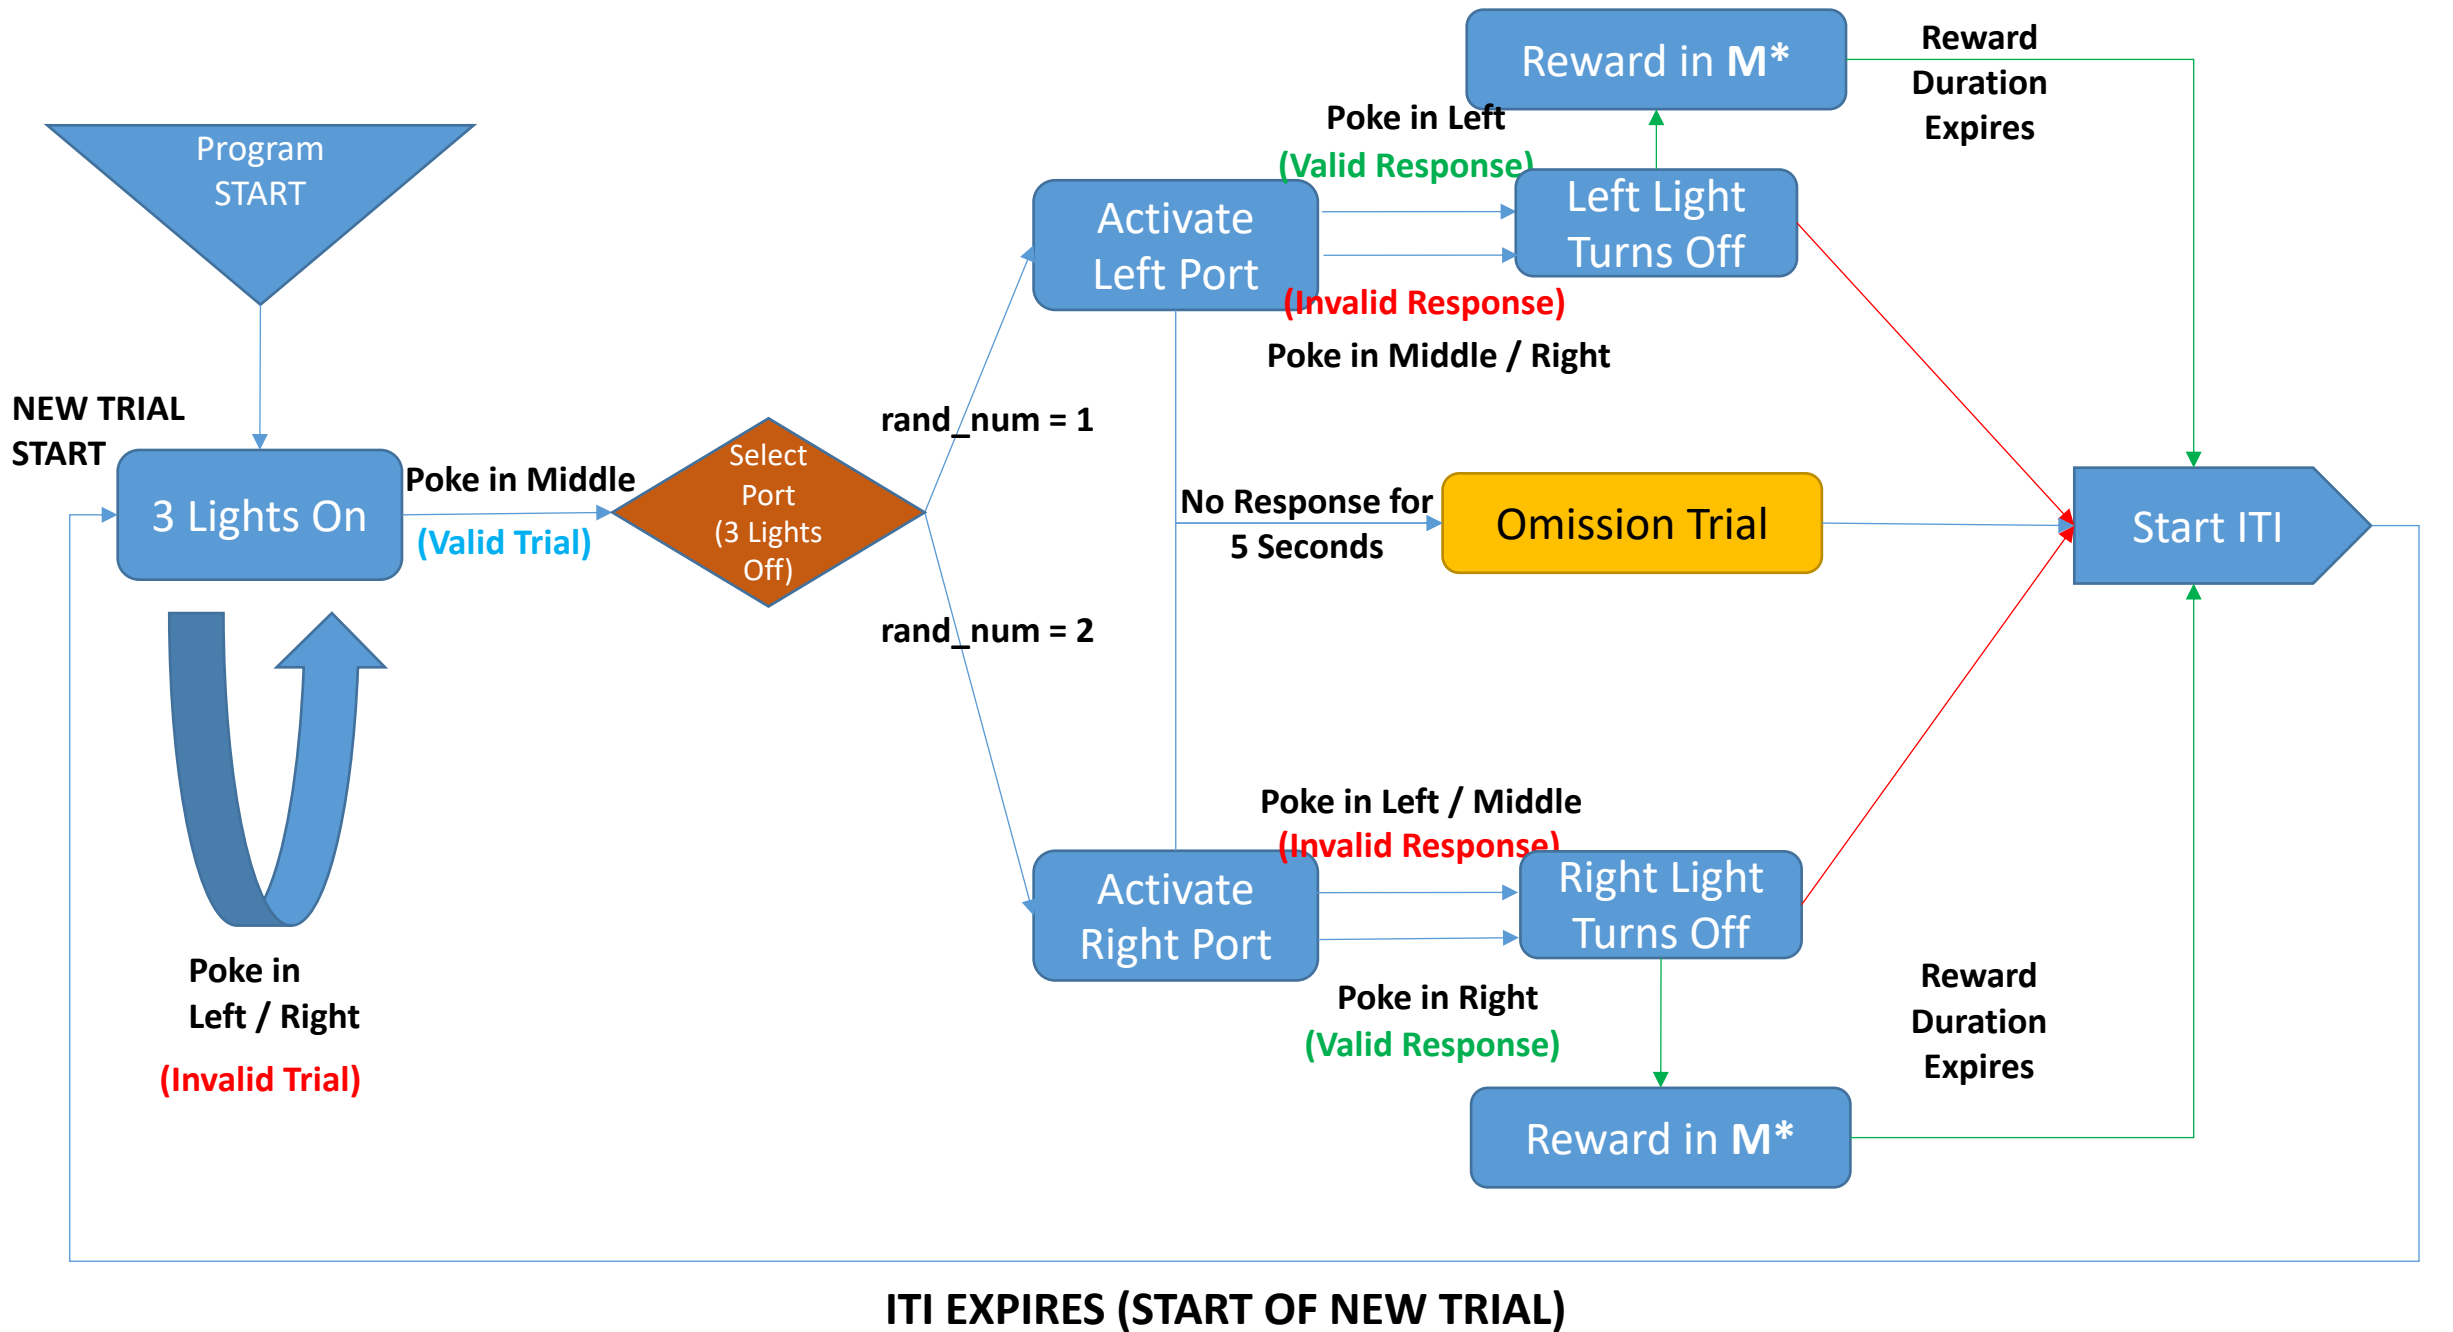 Program
START
NEW TRIAL
START
3 Lights On
Poke in Middle
(Valid Trial)
Poke in
Left / Right
(Invalid Trial)
Select
Port
(3 Lights
Off)
rand_num = 1
rand_num = 2
Activate
Left Port
Poke in Left
(Valid Response)
(Invalid Response)
Poke in Middle / Right
Left Light
Turns Off
Reward in M*
Reward
Duration
Expires
No Response for
5 Seconds
Omission Trial
Start ITI
Activate
Right Port
Poke in Left / Middle
(Invalid Response)
Poke in Right
(Valid Response)
Right Light
Turns Off
Reward in M*
Reward
Duration
Expires
ITI EXPIRES (START OF NEW TRIAL)